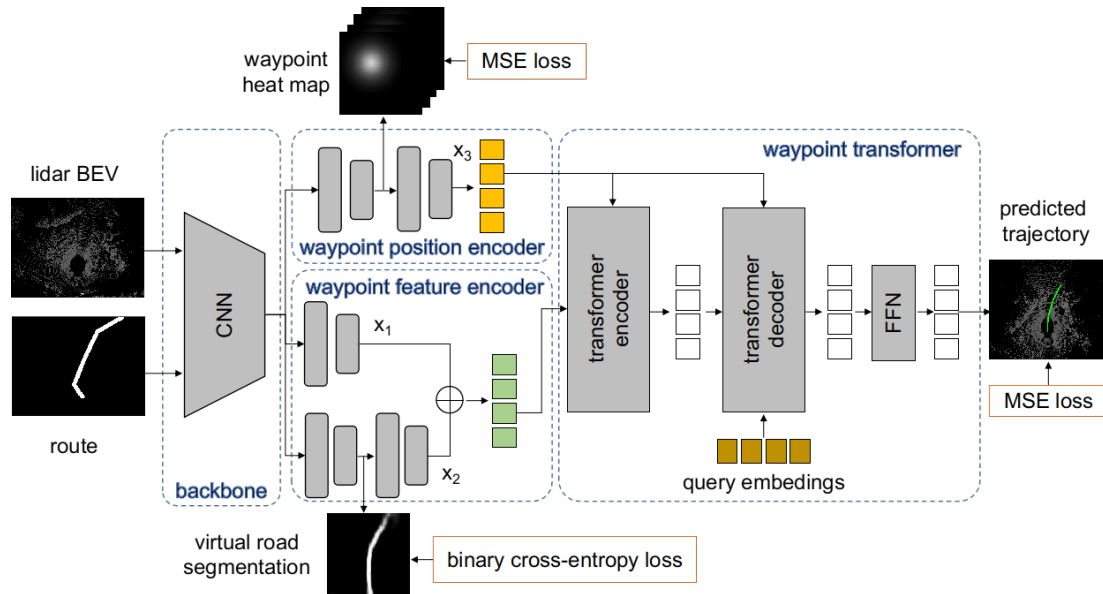 waypoint
heat map
MSE loss
lidar BEV
x3
waypoint transformer
waypoint position encoder
predicted
trajectory
waypoint feature encoder
CNN
x1
transformer
encoder
transformer
decoder
FFN
MSE loss
route
x2
backbone
query embedings
virtual road
segmentation
binary cross-entropy loss